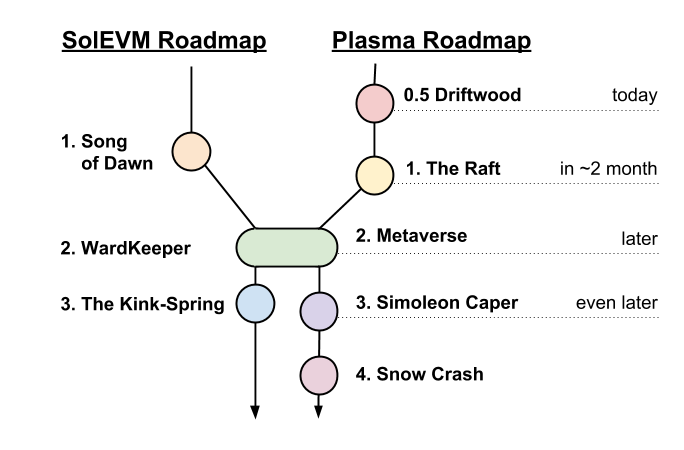 SolEVM Roadmap
Plasma Roadmap
0.5 Driftwood today
1. Song
of Dawn
1. The Raft in ~2 month
2. WardKeeper
2. Metaverse later
3. The Kink-Spring
3. Simoleon Caper even later
4. Snow Crash